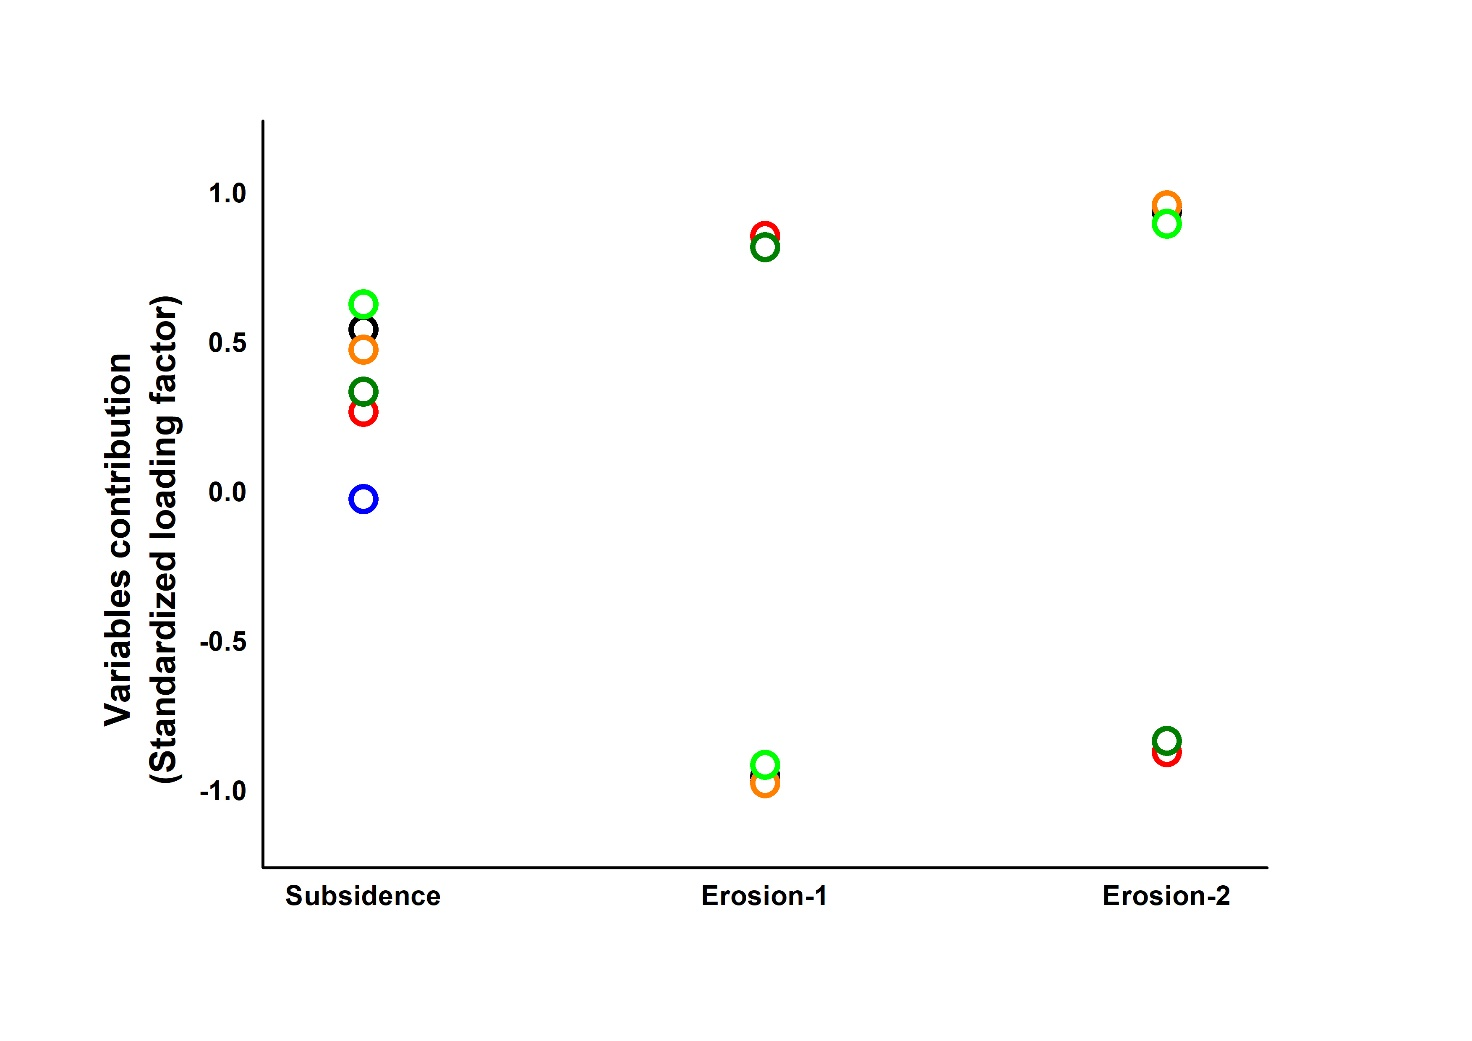 Variables contribution
(Standardized loading factor)
1.0
0.5
0.0
-0.5
-1.0
Subsidence
Erosion-1
Erosion-2